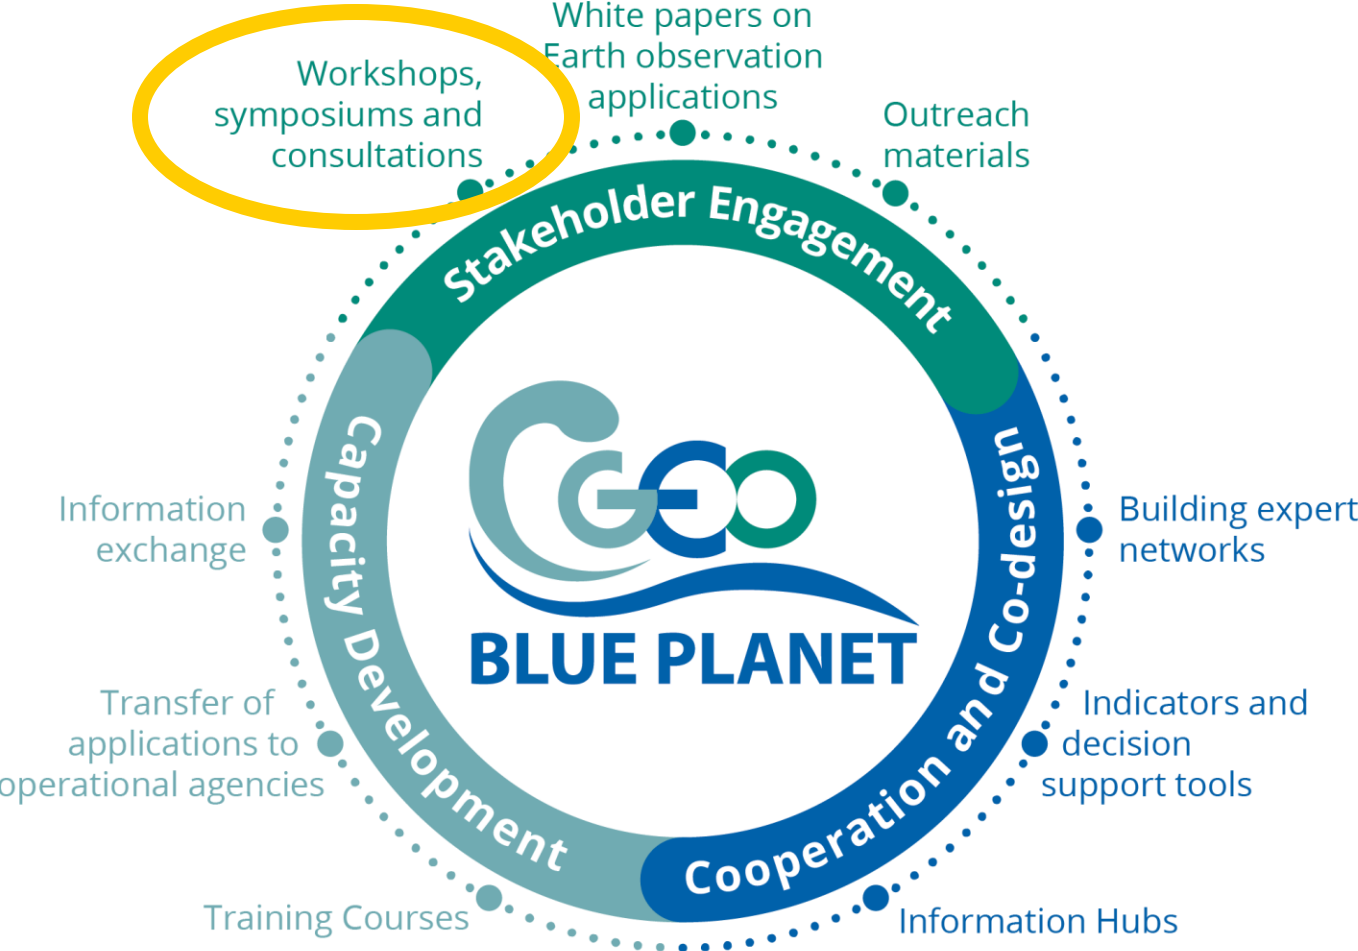 White papers on
Earth observation
applications
Workshops,
symposiums and
consultations
Outreach
materials
Stakeholder Engagement
Capacity Development
Cooperation and Co-design
GEO
BLUE PLANET
Information
exchange
Building expert
networks
Transfer of
applications to
operational agencies
Indicators and
decision
support tools
Training Courses
Information Hubs